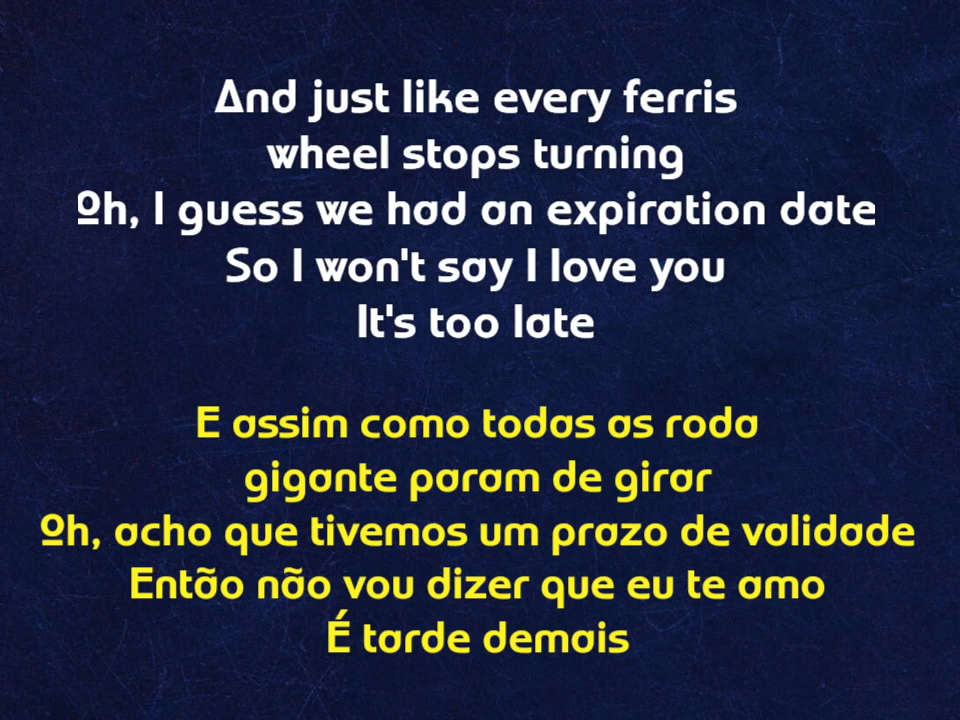 And just like every ferris
wheel stops turning
Oh, I guess we had an expiration date
So I won't say I love you
It's too late
E assim como todas as roda
gigante param de girar
Oh, acho que tivemos um prazo de validade
Então não vou dizer que eu te amo
É tarde demais